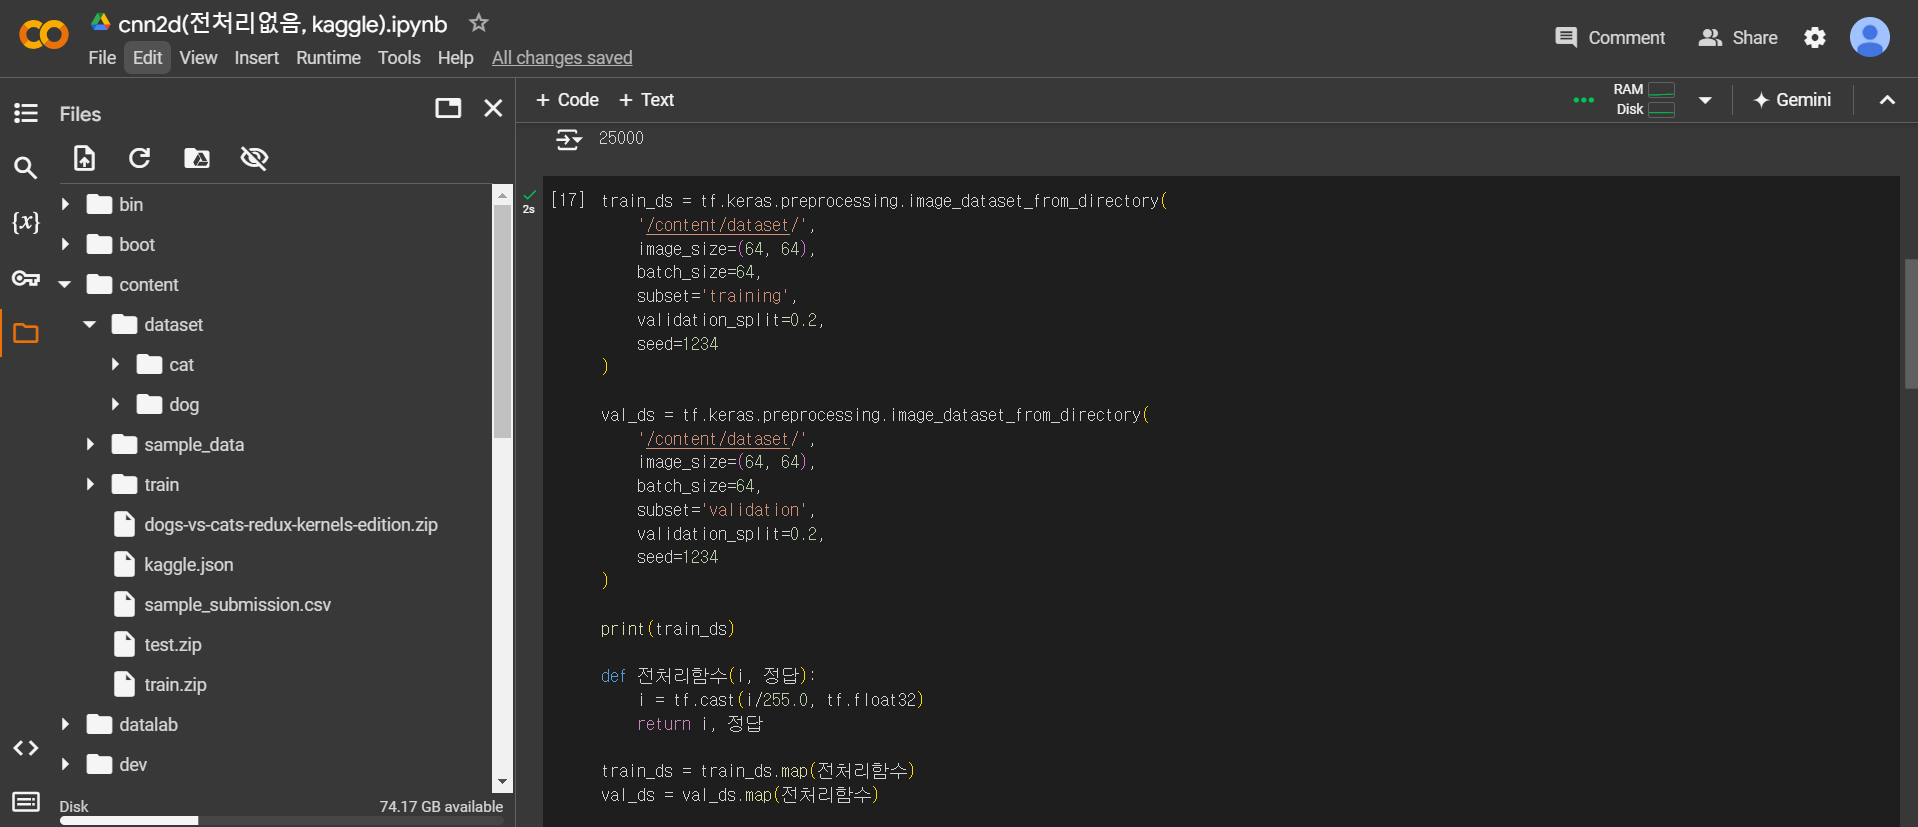 cnn2d(전처리없음, kaggle).ipynb
File Edit View Insert Runtime Tools Help All changes saved
Comment Share
Files
+ Code + Text
RAM
Disk
Gemini
{x}
bin
boot
content
dataset
cat
dog
sample_data
train
dogs-vs-cats-redux-kernels-edition.zip
kaggle.json
sample_submission.csv
test.zip
train.zip
datalab
dev
Disk 74.17 GB available
25000
2s
[17] train_ds = tf.keras.preprocessing.image_dataset_from_directory(
    '/content/dataset/',
    image_size=(64, 64),
    batch_size=64,
    subset='training',
    validation_split=0.2,
    seed=1234
)
val_ds = tf.keras.preprocessing.image_dataset_from_directory(
    '/content/dataset/',
    image_size=(64, 64),
    batch_size=64,
    subset='validation',
    validation_split=0.2,
    seed=1234
)
print(train_ds)
def 전처리함수(i, 정답):
    i = tf.cast(i/255.0, tf.float32)
    return i, 정답
train_ds = train_ds.map(전처리함수)
val_ds = val_ds.map(전처리함수)